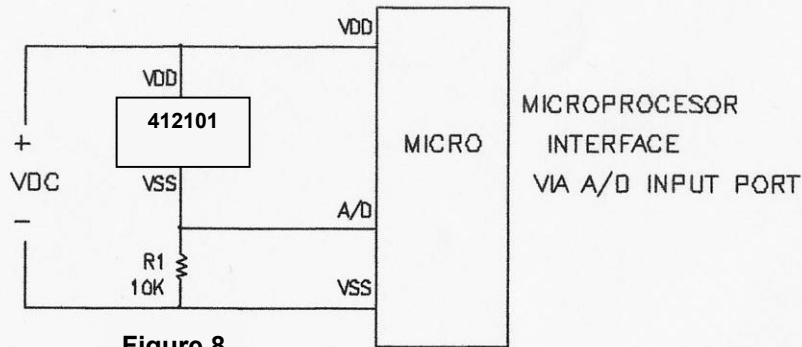 VDD
VDD
412101
+
VDC
-
VSS
MICRO
MICROPROCESOR
INTERFACE
VIA A/D INPUT PORT
A/D
R1
10K
VSS
Figure 8